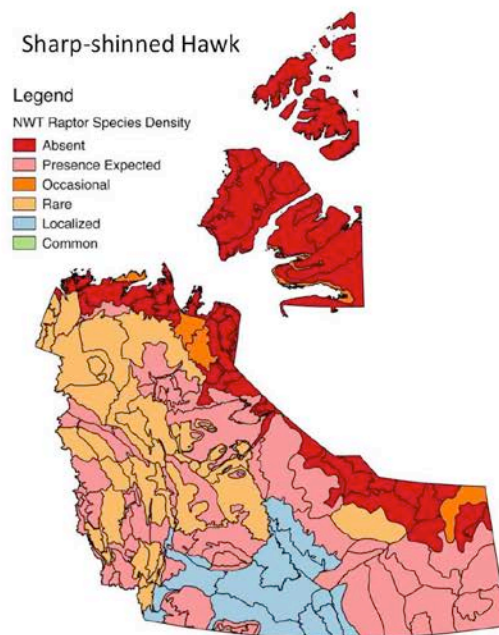 Sharp-shinned Hawk
Legend
NWT Raptor Species Density
Absent
Presence Expected
Occasional
Rare
Localized
Common